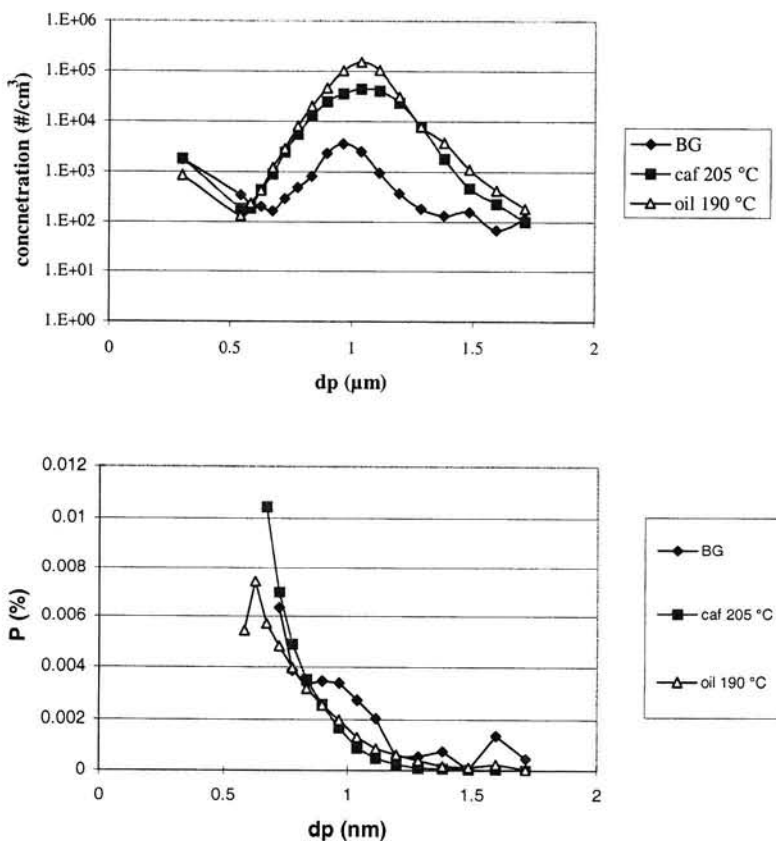 1.E+06
1.E+05
1.E+04
1.E+03
1.E+02
1.E+01
1.E+00
concnetration (#/cm³)
0 0.5 1 1.5 2
dp (µm)
BG
caf 205 °C
oil 190 °C
0.012
0.01
0.008
0.006
0.004
0.002
0
P (%)
0 0.5 1 1.5 2
dp (nm)
BG
caf 205 °C
oil 190 °C